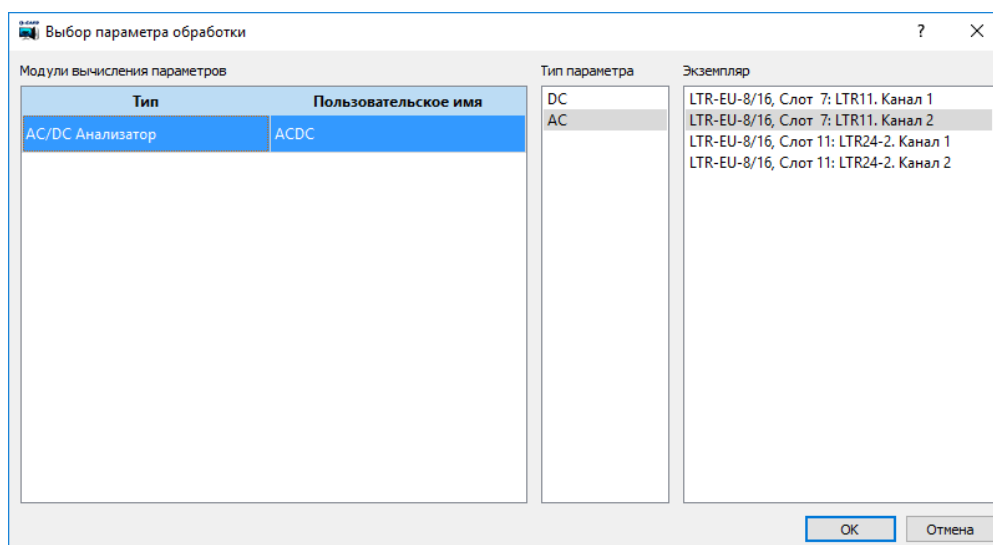 Выбор параметра обработки
Модули вычисления параметров
Тип Пользовательское имя
AC/DC Анализатор ACDC
Тип параметра
DC
AC
Экземпляр
LTR-EU-8/16, Слот 7: LTR11. Канал 1
LTR-EU-8/16, Слот 7: LTR11. Канал 2
LTR-EU-8/16, Слот 11: LTR24-2. Канал 1
LTR-EU-8/16, Слот 11: LTR24-2. Канал 2
OK Отмена